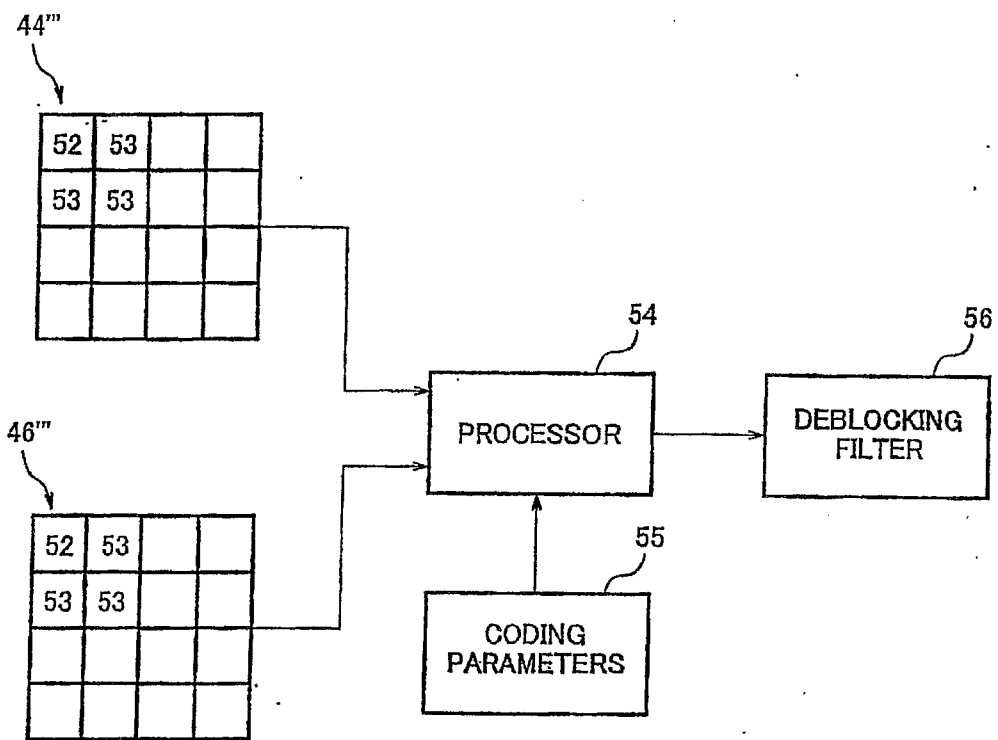 44'''
52 53
53 53
54
PROCESSOR
56
DEBLOCKING
FILTER
46'''
52 53
53 53
55
CODING
PARAMETERS